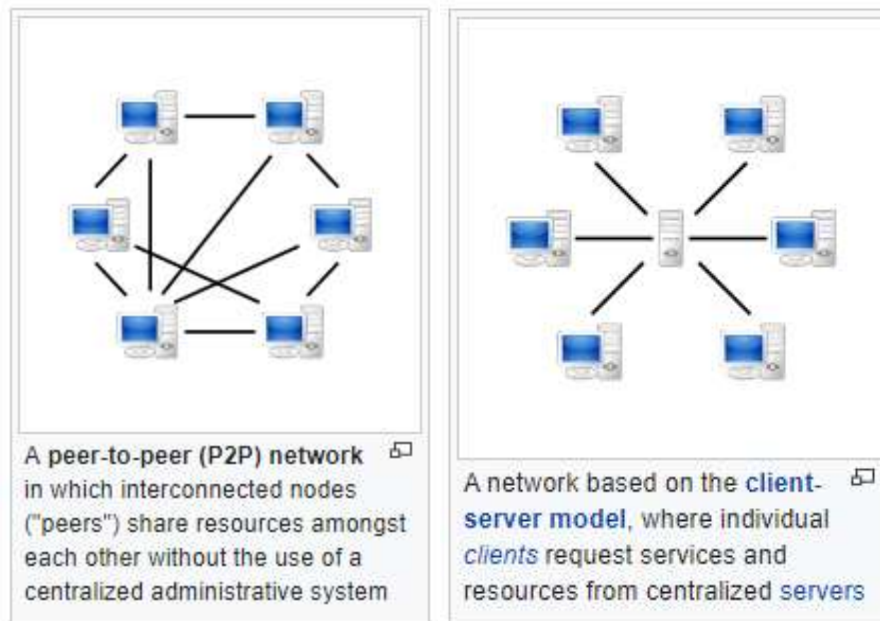 A peer-to-peer (P2P) network
in which interconnected nodes
("peers") share resources amongst
each other without the use of a
centralized administrative system
A network based on the client-
server model, where individual
clients request services and
resources from centralized servers